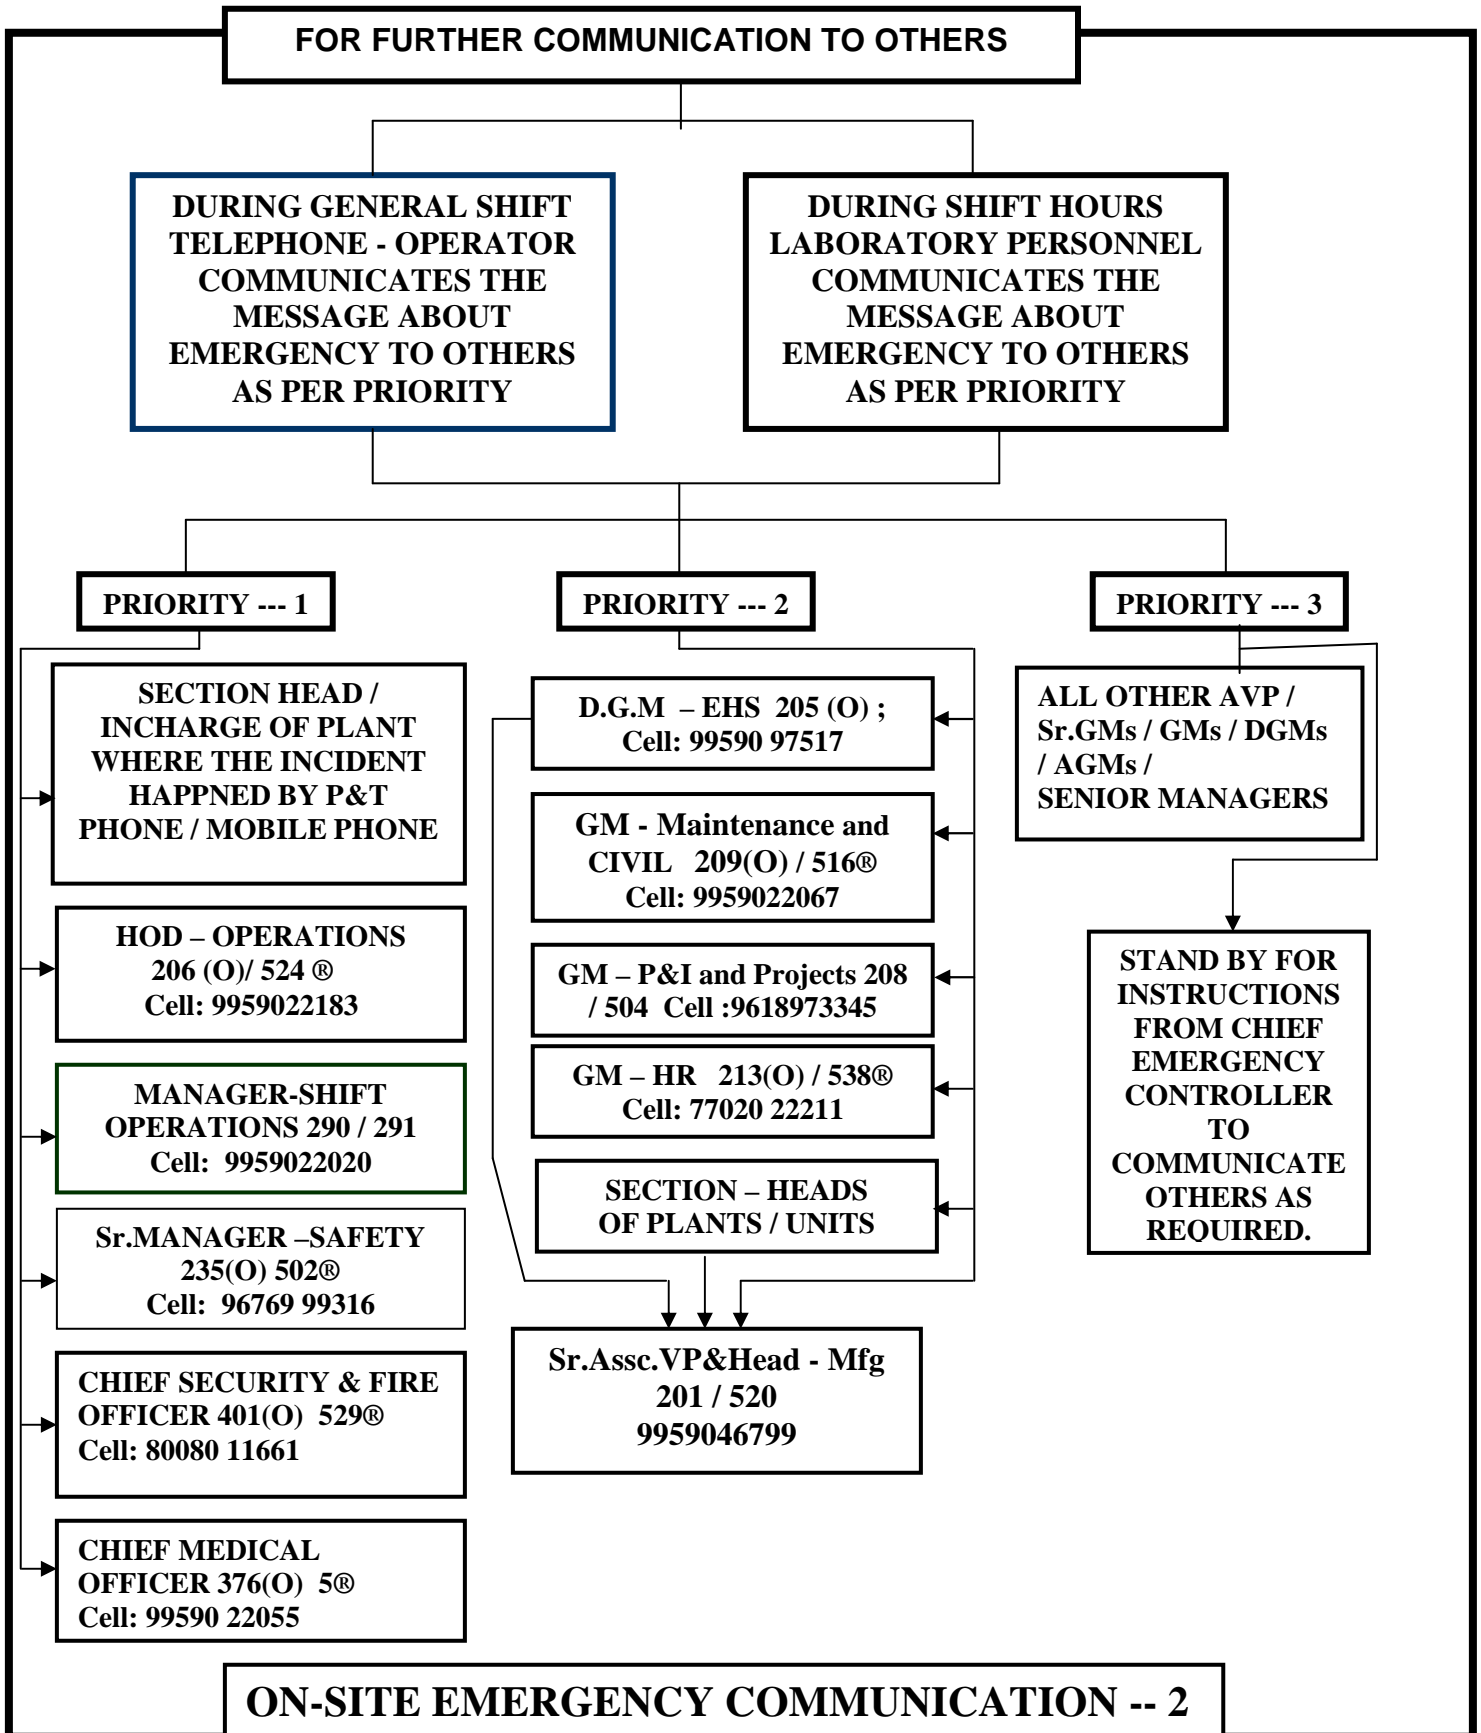 FOR FURTHER COMMUNICATION TO OTHERS
DURING GENERAL SHIFT
TELEPHONE - OPERATOR
COMMUNICATES THE
MESSAGE ABOUT
EMERGENCY TO OTHERS
AS PER PRIORITY
DURING SHIFT HOURS
LABORATORY PERSONNEL
COMMUNICATES THE
MESSAGE ABOUT
EMERGENCY TO OTHERS
AS PER PRIORITY
PRIORITY --- 1
SECTION HEAD /
INCHARGE OF PLANT
WHERE THE INCIDENT
HAPPNED BY P&T
PHONE / MOBILE PHONE
HOD – OPERATIONS
206 (O)/ 524 ®
Cell: 9959022183
MANAGER-SHIFT
OPERATIONS 290 / 291
Cell: 9959022020
Sr.MANAGER –SAFETY
235(O) 502®
Cell: 96769 99316
CHIEF SECURITY & FIRE
OFFICER 401(O) 529®
Cell: 80080 11661
CHIEF MEDICAL
OFFICER 376(O) 5®
Cell: 99590 22055
PRIORITY --- 2
D.G.M – EHS 205 (O) ;
Cell: 99590 97517
GM - Maintenance and
CIVIL 209(O) / 516®
Cell: 9959022067
GM – P&I and Projects 208
/ 504 Cell :9618973345
GM – HR 213(O) / 538®
Cell: 77020 22211
SECTION – HEADS
OF PLANTS / UNITS
Sr.Assc.VP&Head - Mfg
201 / 520
9959046799
PRIORITY --- 3
ALL OTHER AVP /
Sr.GMs / GMs / DGMs
/ AGMs /
SENIOR MANAGERS
STAND BY FOR
INSTRUCTIONS
FROM CHIEF
EMERGENCY
CONTROLLER
TO
COMMUNICATE
OTHERS AS
REQUIRED.
ON-SITE EMERGENCY COMMUNICATION -- 2